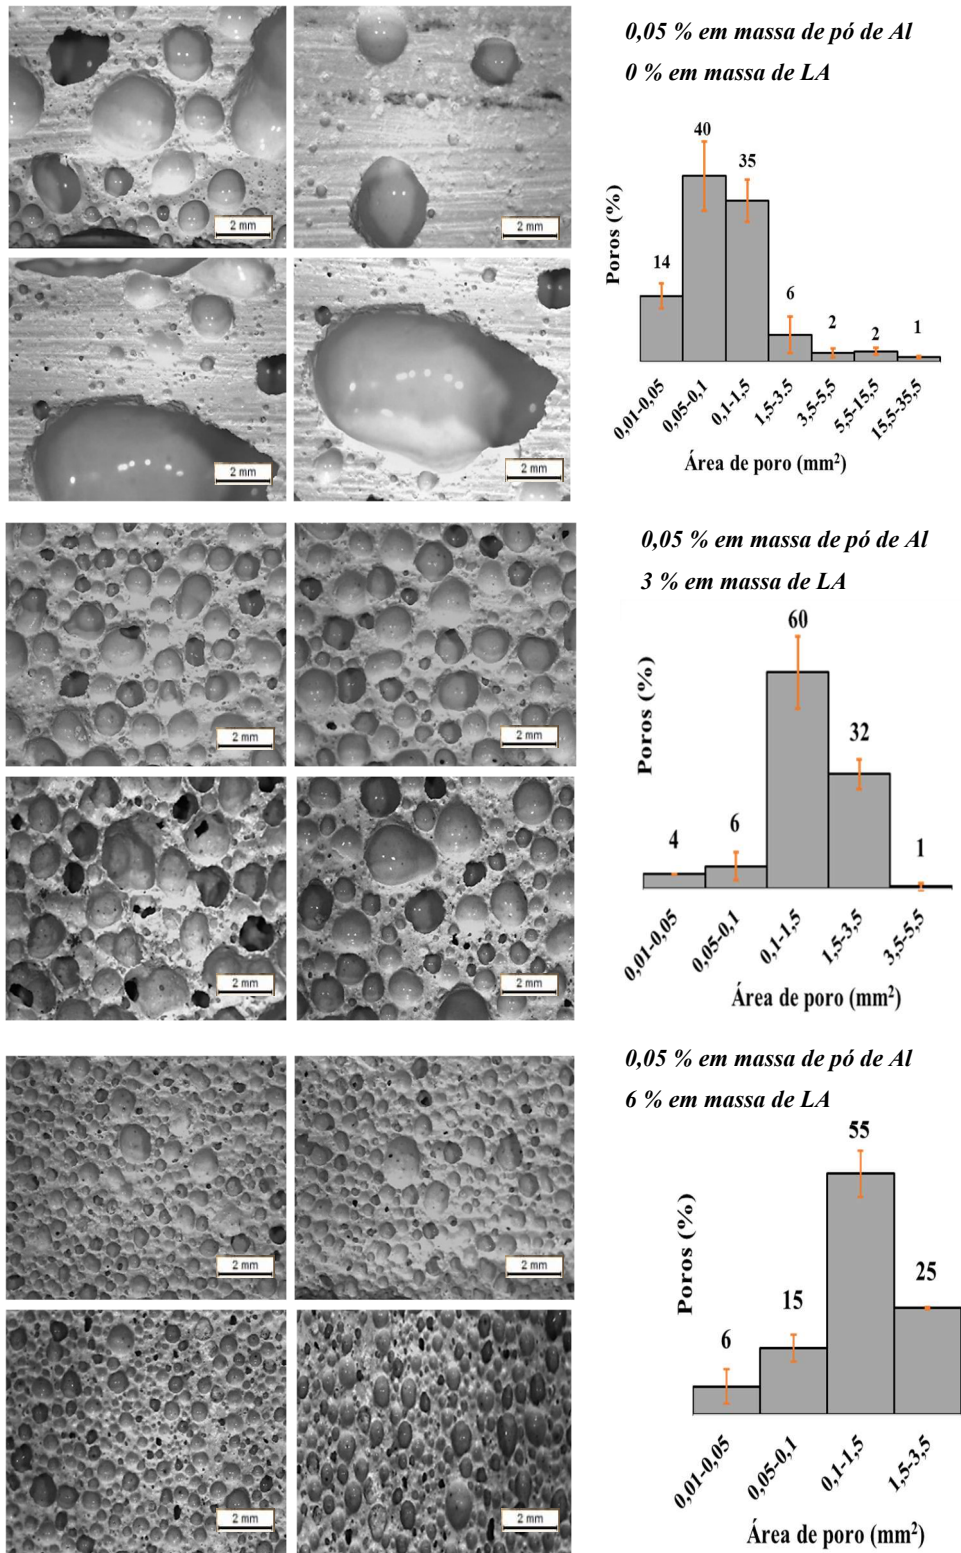 0,05 % em massa de pó de Al
0 % em massa de LA
40
35
14
6
2
2
1
Poros (%)
0,01-0,05
0,05-0,1
0,1-1,5
1,5-3.5
3,5-5,5
5,5-15,5
15,5-35,5
Área de poro (mm²)
2 mm
2 mm
2 mm
2 mm
0,05 % em massa de pó de Al
3 % em massa de LA
60
32
4
6
1
Poros (%)
0,01-0,05
0,05-0,1
0,1-1,5
1,5-3,5
3,5-5,5
Área de poro (mm²)
2 mm
2 mm
2 mm
2 mm
0,05 % em massa de pó de Al
6 % em massa de LA
55
25
15
6
Poros (%)
0,01-0,05
0,05-0,1
0,1-1,5
1,5-3,5
Área de poro (mm²)
2 mm
2 mm
2 mm
2 mm